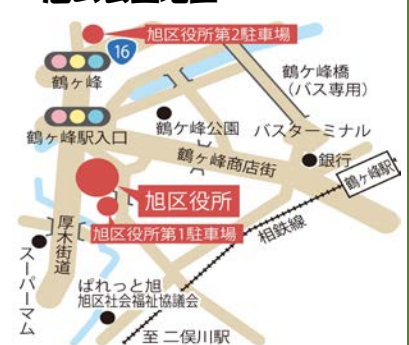 旭区役所第2駐車場
16
鶴ヶ峰
鶴ケ峰橋
(バス専用)
鶴ヶ峰駅入口
鶴ケ峰公園
バスターミナル
鶴ヶ峰商店街
銀行
鶴ヶ峰駅
旭区役所
旭区役所第1駐車場
相鉄線
厚木街道
スーパーマム
ぱれっと旭
旭区社会福祉協議会
至 二俣川駅